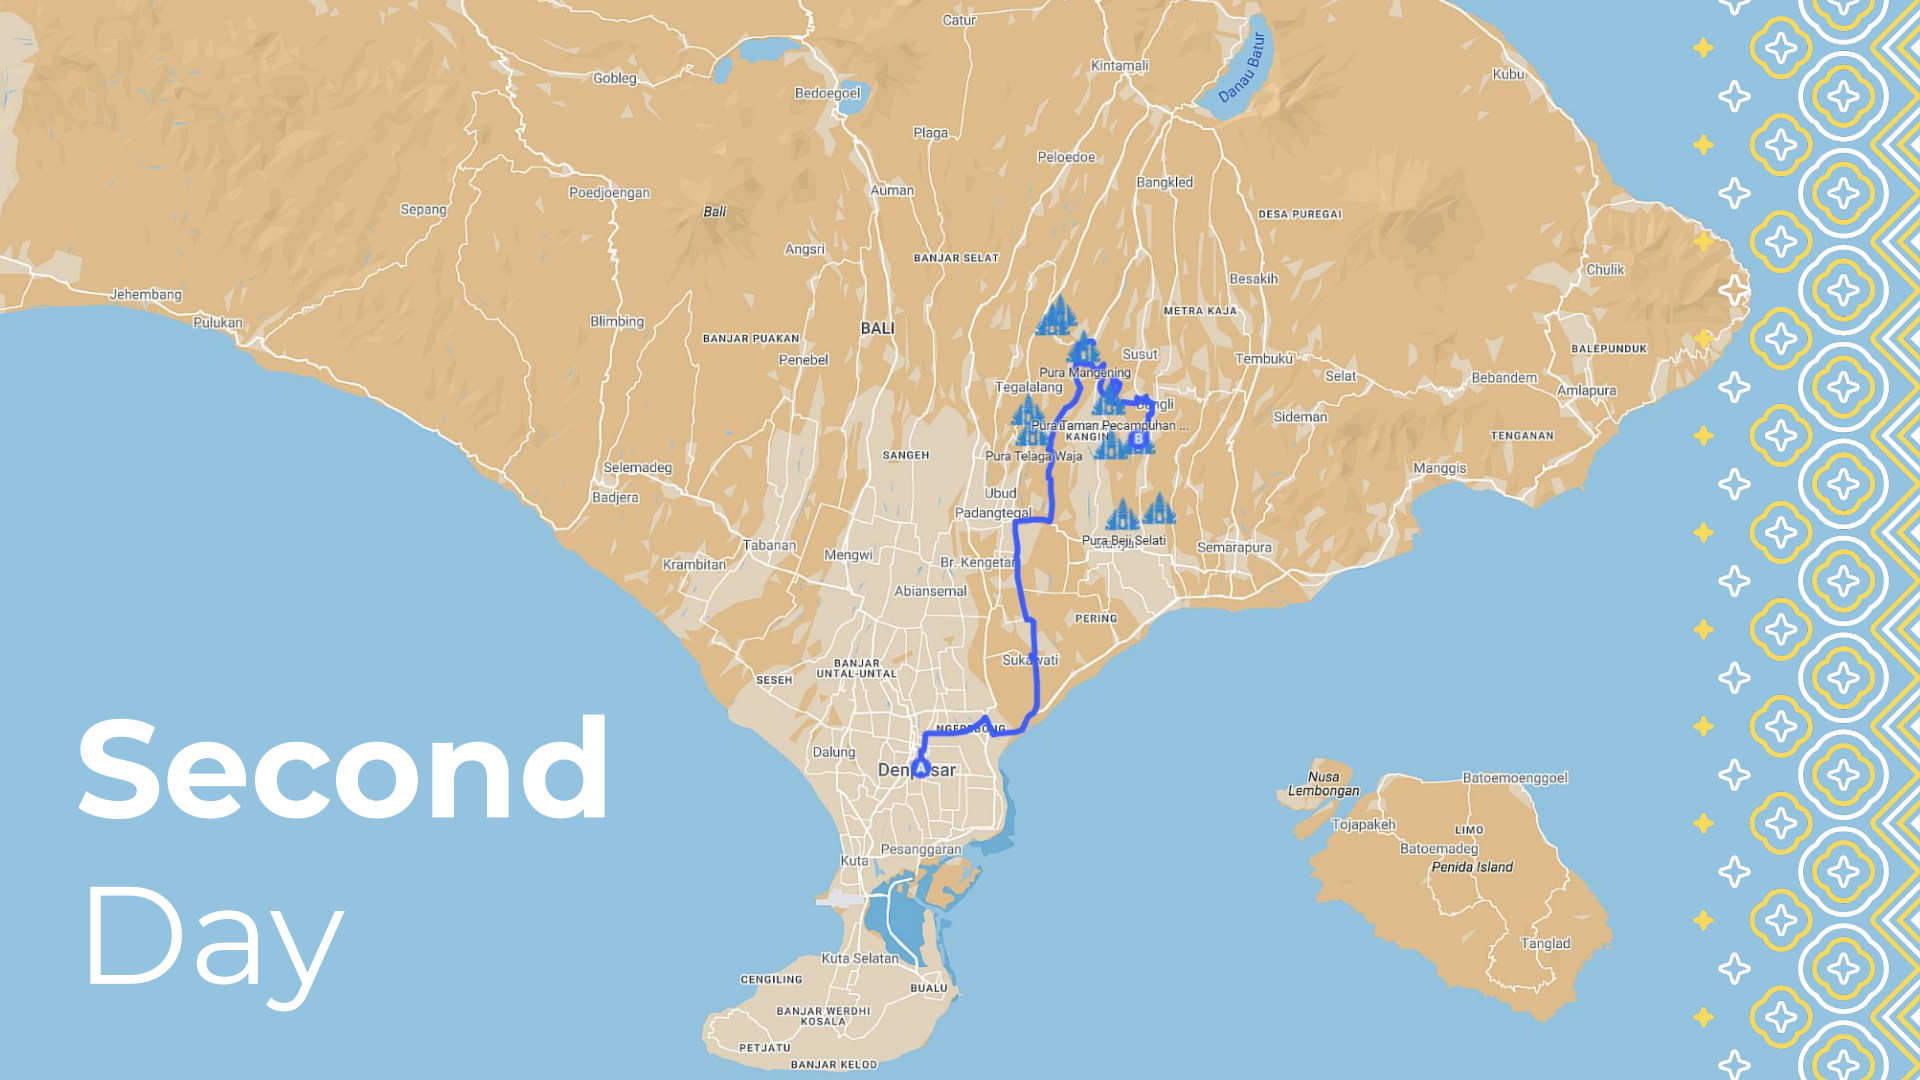 Catur
Kintamali
Danau Batur
Kubu
Gobleg
Bedoegoel
Plaga
Peloedoe
Bangkled
Auman
Poedjoengan
Sepang
Bali
DESA PUREGAI
Angsri
BANJAR SELAT
Besakih
Chulik
Jehembang
Pulukan
Blimbing
BALI
METRA KAJA
BANJAR PUAKAN
Penebel
Susut
Tembuku
BALEPUNDUK
Pura Mangening
Tegalalang
Selat
Bebandem
Amlapura
Bangli
Sideman
Pura Taman Pecampuhan ...
KANGIN
B
TENGANAN
SANGEH
Pura Telaga Waja
Selemadeg
Manggis
Badjera
Ubud
Padangtegal
Pura Beji Selati
Tabanan
Mengwi
Semarapura
Krambitan
Br. Kengetan
Abiansemal
PERING
BANJAR
UNTAL-UNTAL
Sukawati
SESEH
Second
Day
Dalung
Denpasar
A
Nusa
Lembongan
Batoemoenggoel
Tojapakeh
LIMO
Batoemadeg
Penida Island
Pesanggaran
Kuta
Tanglad
Kuta Selatan
CENGILING
BUALU
BANJAR WERDHI
KOSALA
PETJATU
BANJAR KELOD